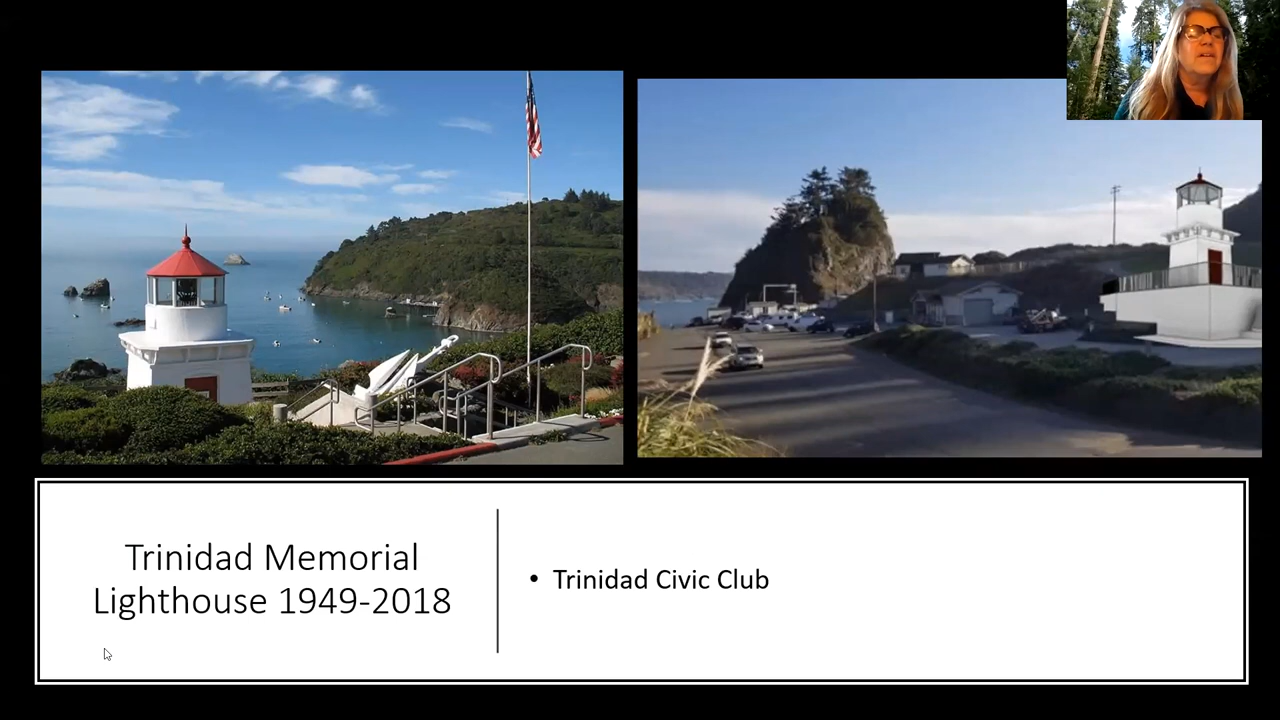 Trinidad Memorial
Lighthouse 1949-2018
• Trinidad Civic Club